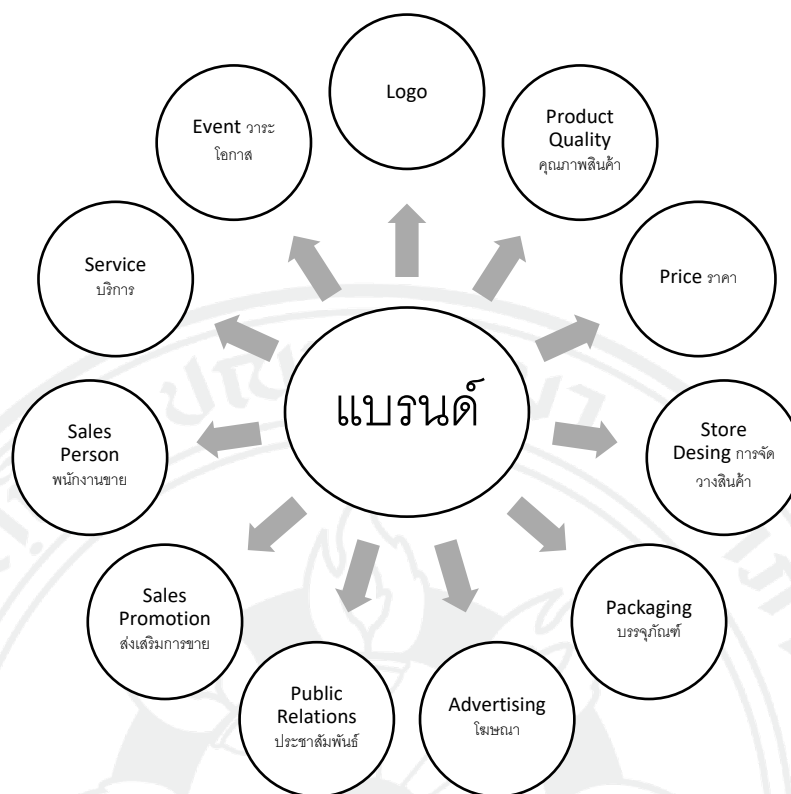 Logo
Product
Quality
คุณภาพสินค้า
Price ราคา
Store
Desing การจัด
วางสินค้า
Packaging
บรรจุภัณฑ์
Advertising
โฆษณา
Public
Relations
ประชาสัมพันธ์
Sales
Promotion
ส่งเสริมการขาย
Sales
Person
พนักงานขาย
Service
บริการ
Event วาระ
โอกาส
แบรนด์